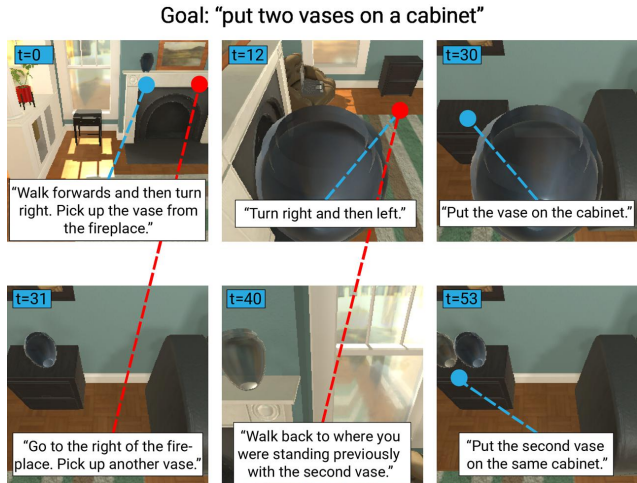 Goal: “put two vases on a cabinet”
t=0
t=12
t=30
“Walk forwards and then turn
right. Pick up the vase from
the fireplace.”
“Turn right and then left.”
“Put the vase on the cabinet.”
t=31
t=40
t=53
“Go to the right of the fire-
place. Pick up another vase.”
“Walk back to where you
were standing previously
with the second vase.”
“Put the second vase
on the same cabinet.”